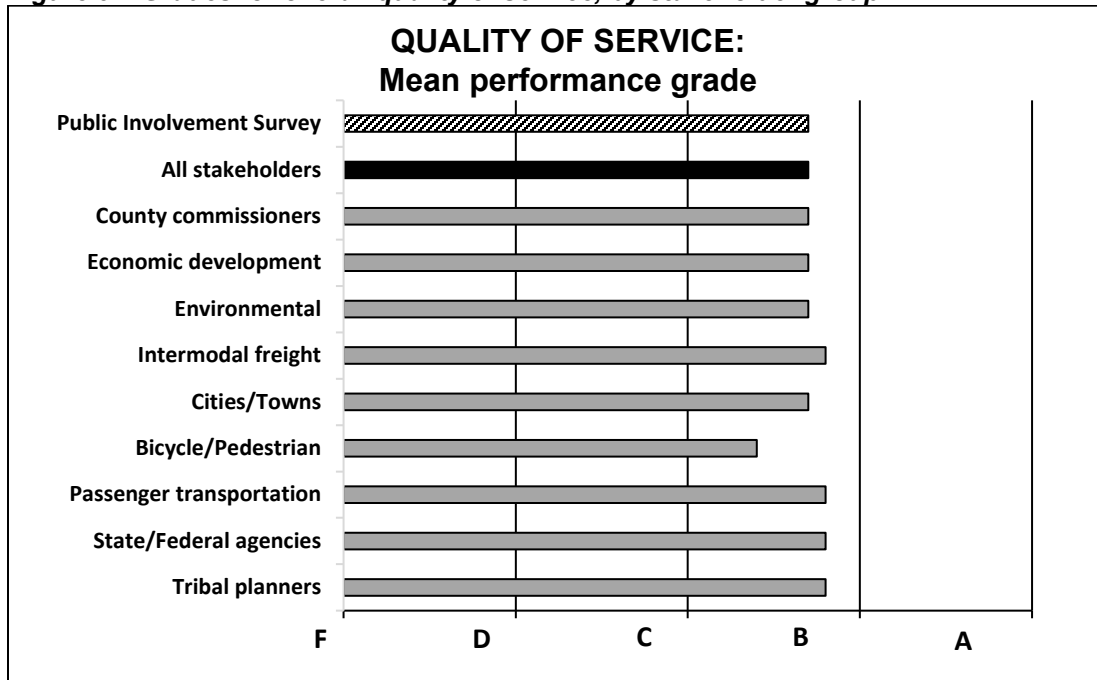 QUALITY OF SERVICE:
Mean performance grade
Public Involvement Survey
All stakeholders
County commissioners
Economic development
Environmental
Intermodal freight
Cities/Towns
Bicycle/Pedestrian
Passenger transportation
State/Federal agencies
Tribal planners
F D C B A